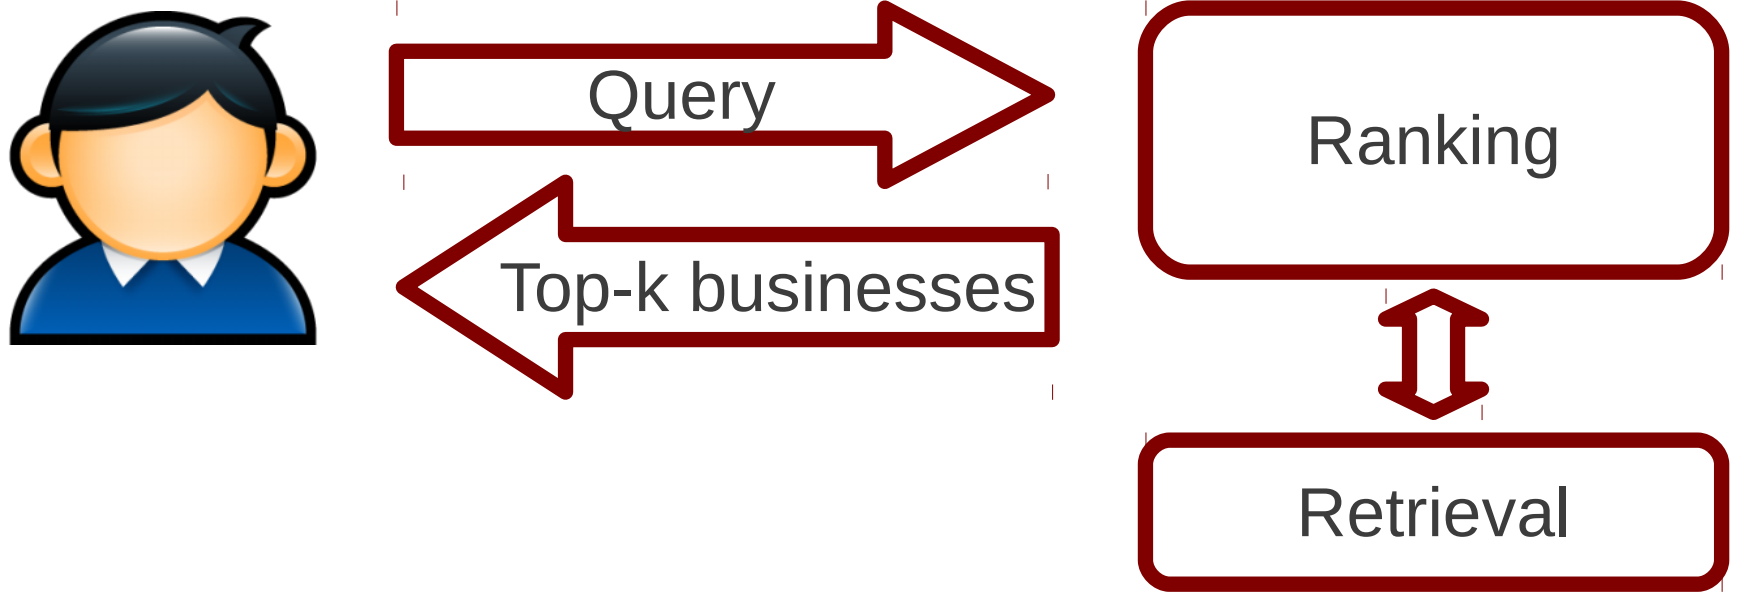 Query
Ranking
Top-k businesses
Retrieval